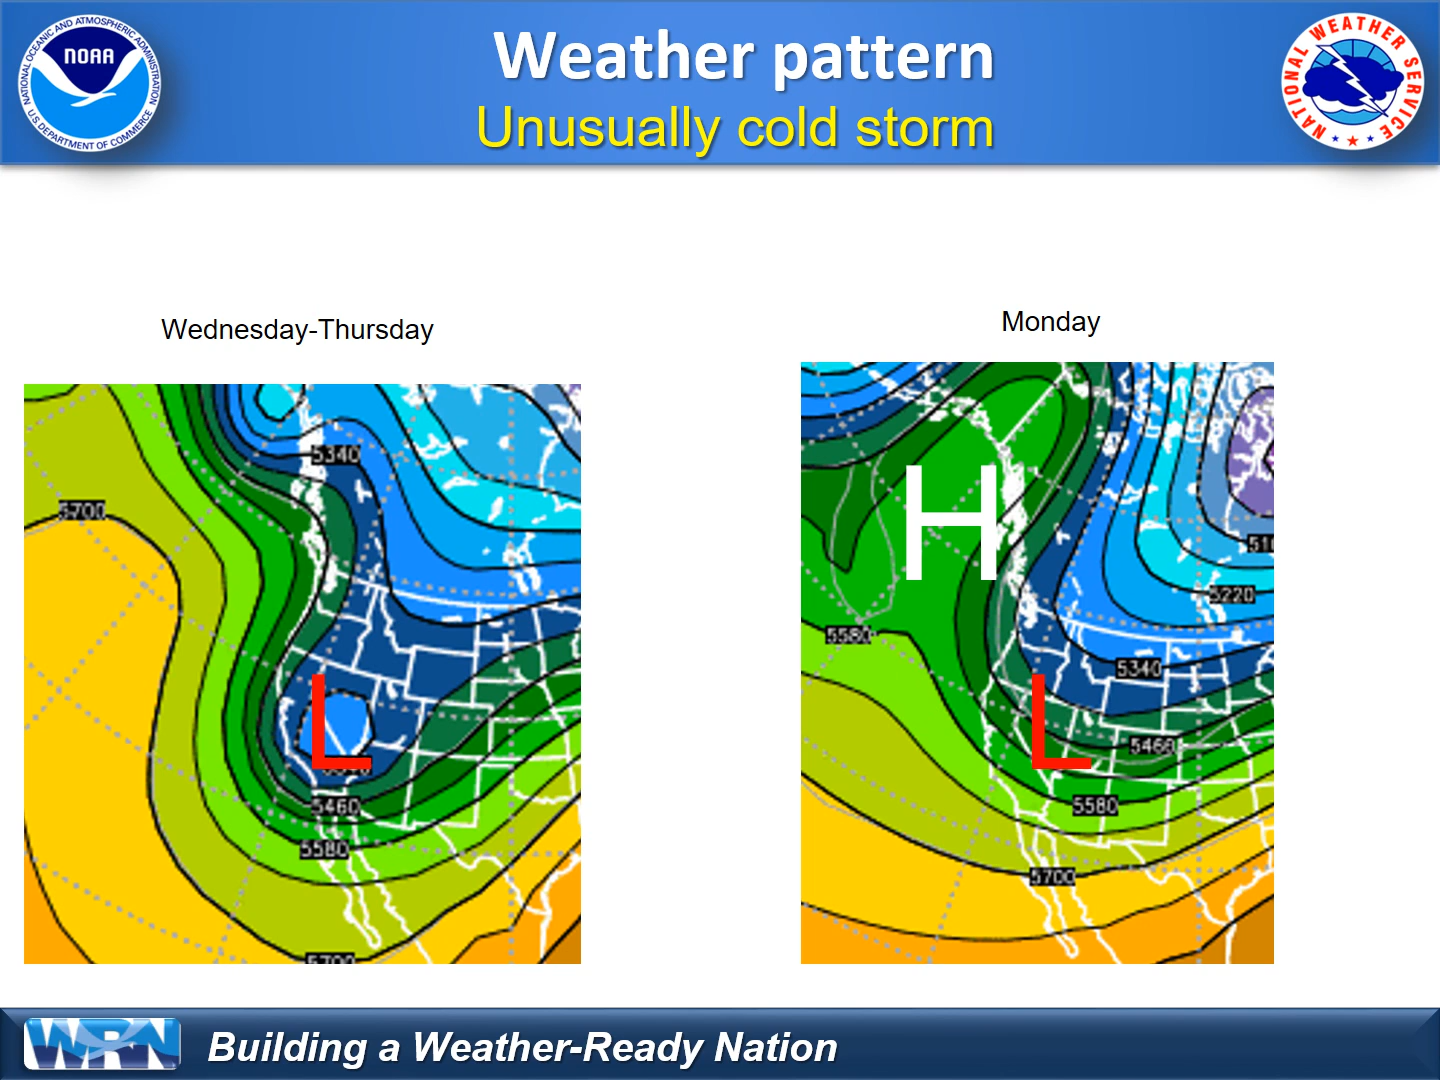 NATIONAL OCEANIC AND ATMOSPHERIC ADMINISTRATION
NOAA
U.S. DEPARTMENT OF COMMERCE
Weather pattern
Unusually cold storm
NATIONAL WEATHER SERVICE
Wednesday-Thursday
Monday
5340
5700
L
5460
5580
5700
H
5220
5580
5340
L
5460
5580
5700
WRN
Building a Weather-Ready Nation